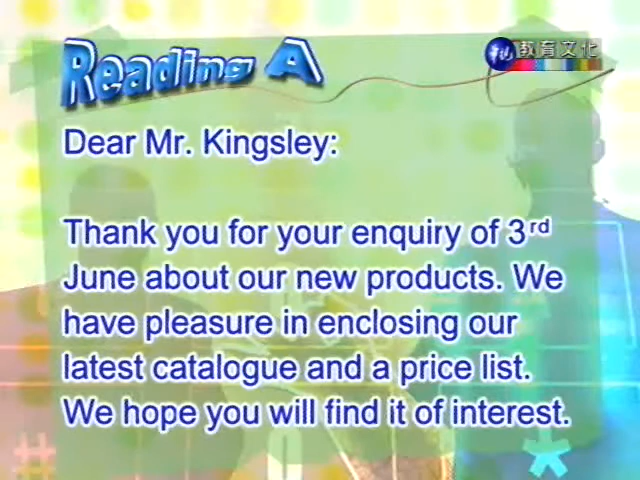 Reading A
華視 教育文化
Dear Mr. Kingsley:
Thank you for your enquiry of 3rd
June about our new products. We
have pleasure in enclosing our
latest catalogue and a price list.
We hope you will find it of interest.